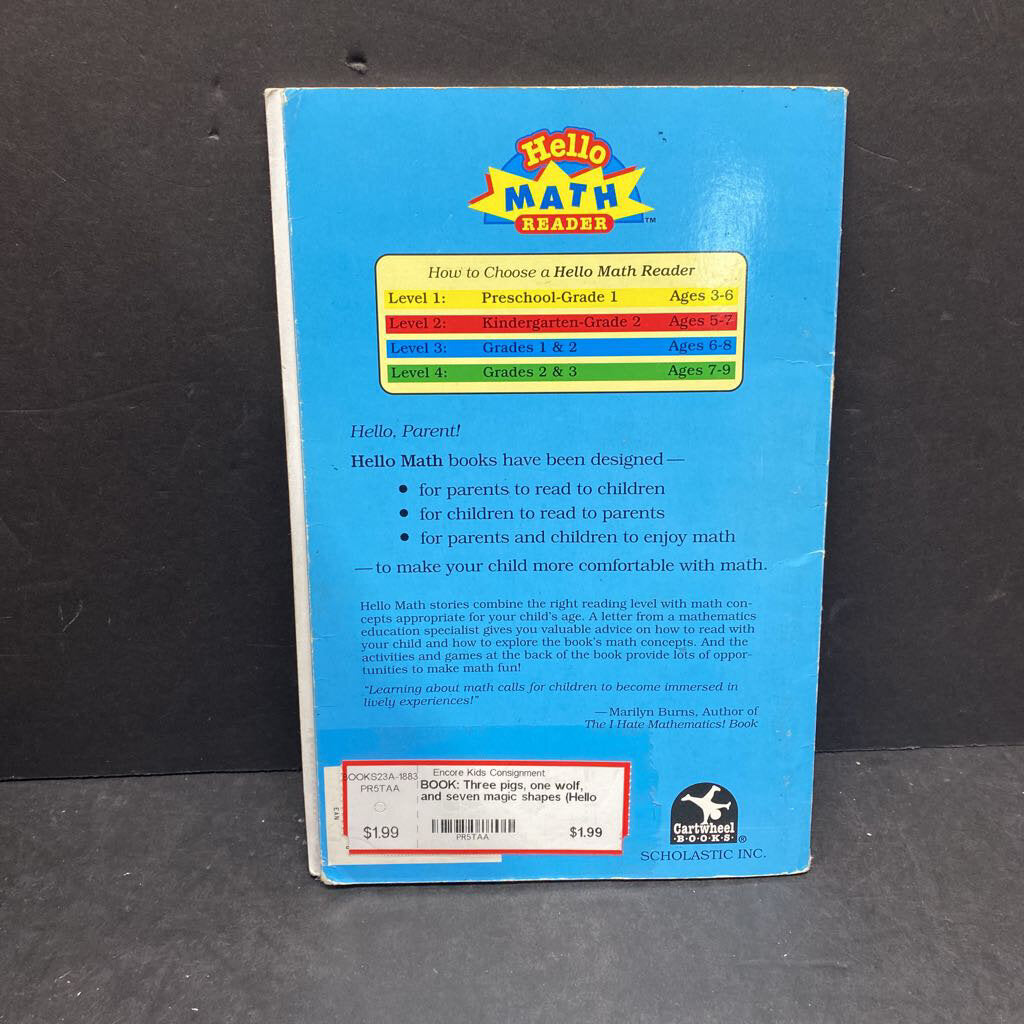 Hello
MATH
READER™
How to Choose a Hello Math Reader
Level 1: Preschool-Grade 1 Ages 3-6
Level 2: Kindergarten-Grade 2 Ages 5-7
Level 3: Grades 1 & 2 Ages 6-8
Level 4: Grades 2 & 3 Ages 7-9
Hello, Parent!
Hello Math books have been designed—
• for parents to read to children
• for children to read to parents
• for parents and children to enjoy math
—to make your child more comfortable with math.
Hello Math stories combine the right reading level with math con-
cepts appropriate for your child's age. A letter from a mathematics
education specialist gives you valuable advice on how to read with
your child and how to explore the book's math concepts. And the
activities and games at the back of the book provide lots of oppor-
tunities to make math fun!
"Learning about math calls for children to become immersed in
lively experiences!"
—Marilyn Burns, Author of
The I Hate Mathematics! Book
BOOKS23A-1883
PR5TAA
$1.99
Encore Kids Consignment
BOOK: Three pigs, one wolf,
and seven magic shapes (Hello
PR5TAA
$1.99
EAN
Cartwheel
·B·O·O·K·S·®
SCHOLASTIC INC.